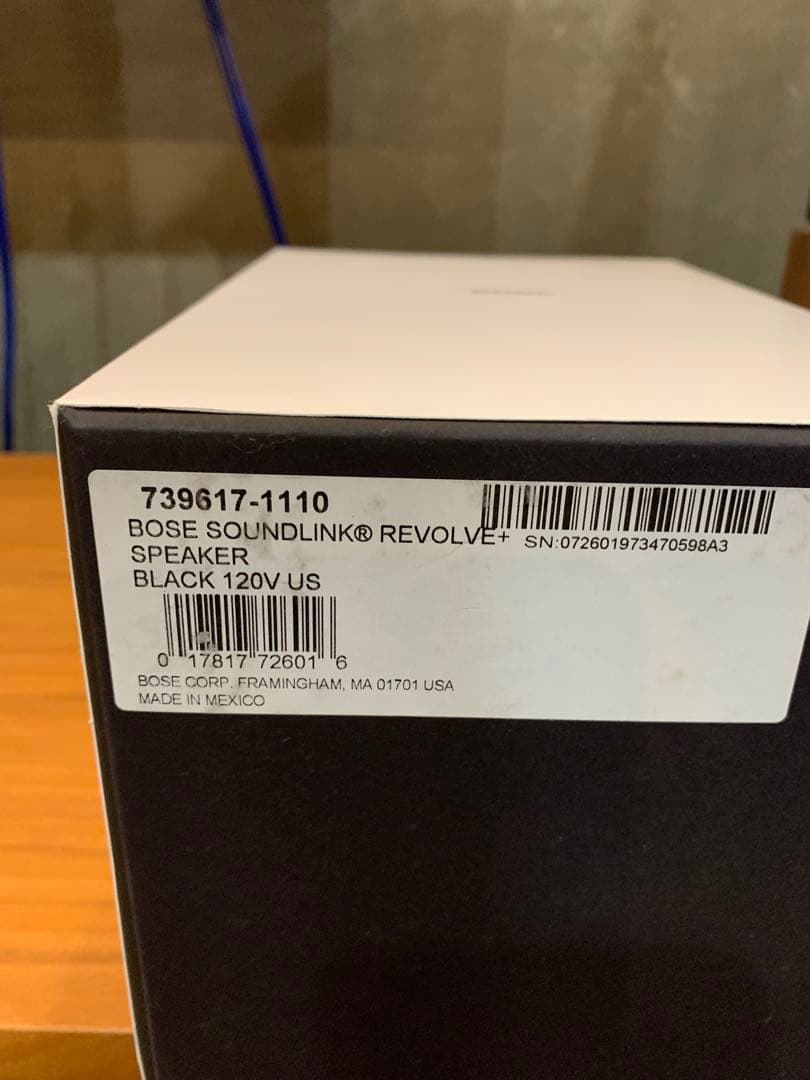 739617-1110
BOSE SOUNDLINK® REVOLVE+
SPEAKER
BLACK 120V US
SN:072601973470598A3
0 17817 72601 6
BOSE CORP. FRAMINGHAM, MA 01701 USA
MADE IN MEXICO